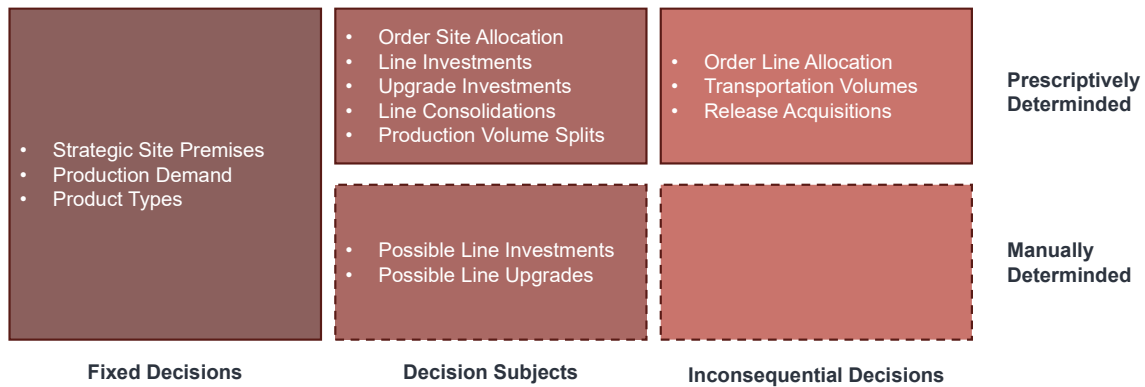 • Strategic Site Premises
• Production Demand
• Product Types
• Order Site Allocation
• Line Investments
• Upgrade Investments
• Line Consolidations
• Production Volume Splits
• Order Line Allocation
• Transportation Volumes
• Release Acquisitions
Prescriptively
Determinded
• Possible Line Investments
• Possible Line Upgrades
Manually
Determinded
Fixed Decisions
Decision Subjects
Inconsequential Decisions